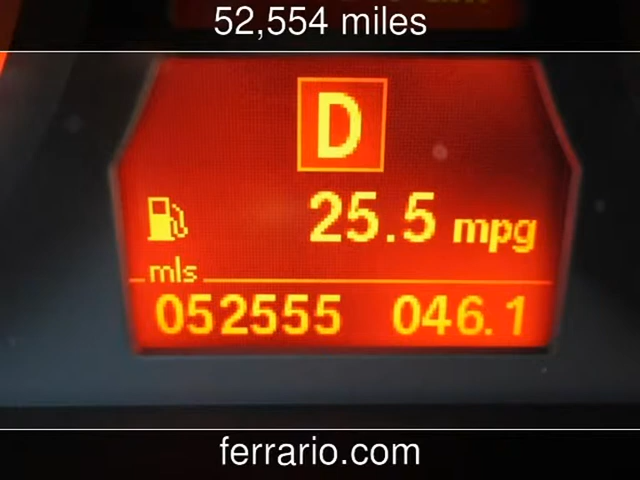 52,554 miles
D
25.5 mpg
mls
052555 046.1
ferrario.com